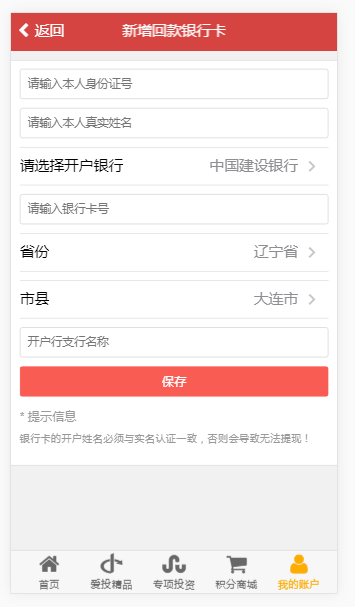 返回 新增回款银行卡
请输入本人身份证号
请输入本人真实姓名
请选择开户银行 中国建设银行
请输入银行卡号
省份 辽宁省
市县 大连市
开户行支行名称
保存
* 提示信息
银行卡的开户姓名必须与实名认证一致，否则会导致无法提现！
首页 爱投精品 专项投资 积分商城 我的账户